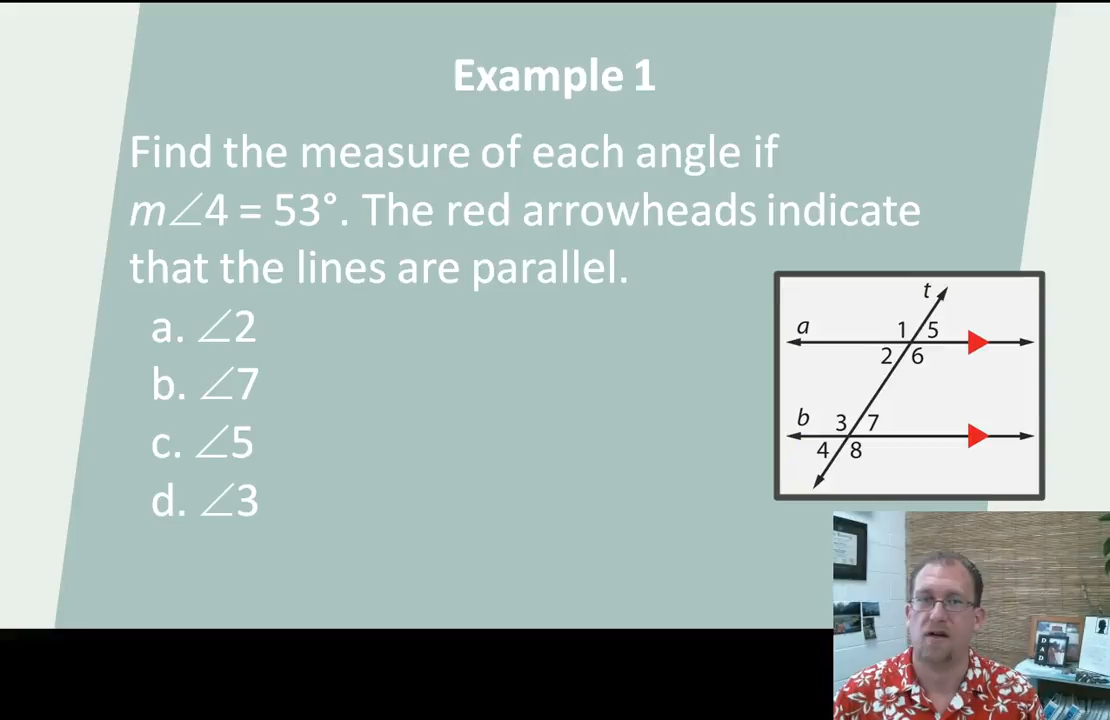 Example 1
Find the measure of each angle if
m∠4 = 53°. The red arrowheads indicate
that the lines are parallel.
a. ∠2
b. ∠7
c. ∠5
d. ∠3
t
a
1 5
2 6
b
3 7
4 8
DAD